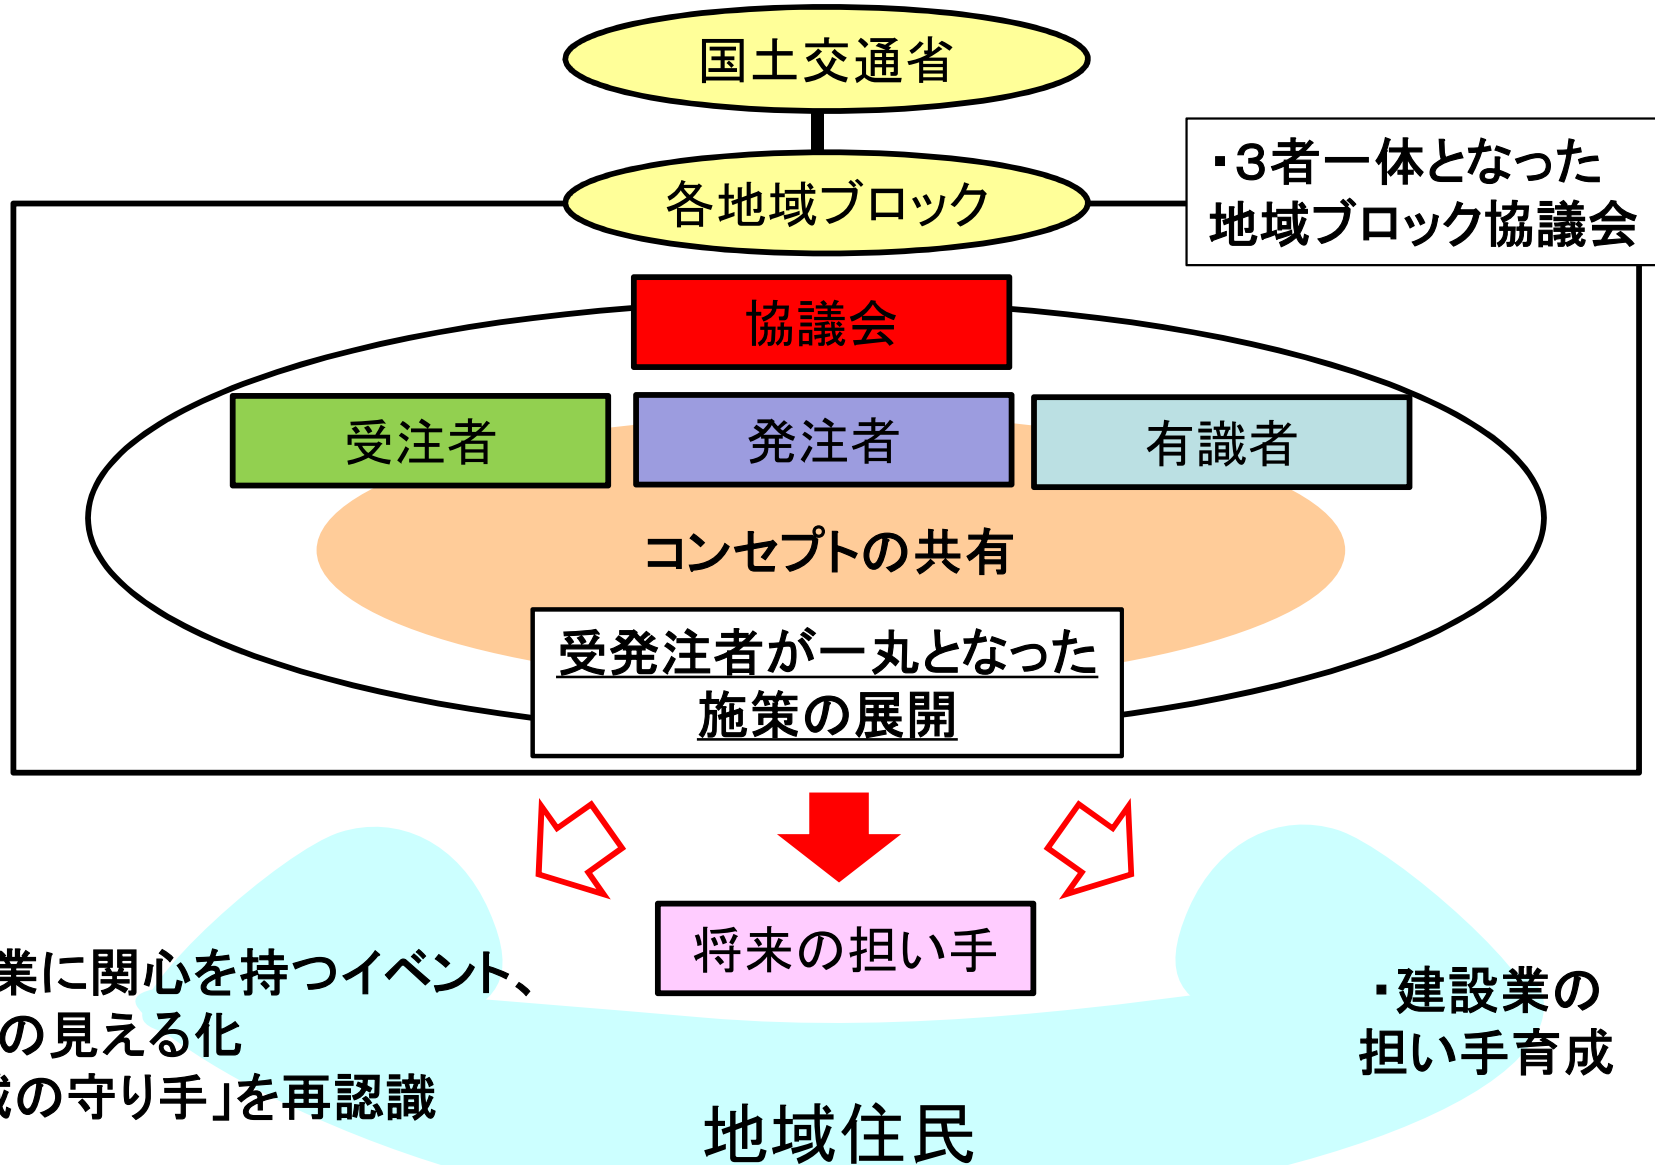 国土交通省
各地域ブロック
・３者一体となった
地域ブロック協議会
協議会
受注者
発注者
有識者
コンセプトの共有
受発注者が一丸となった
施策の展開
将来の担い手
業に関心を持つイベント、
の見える化
域の守り手」を再認識
・建設業の
担い手育成
地域住民